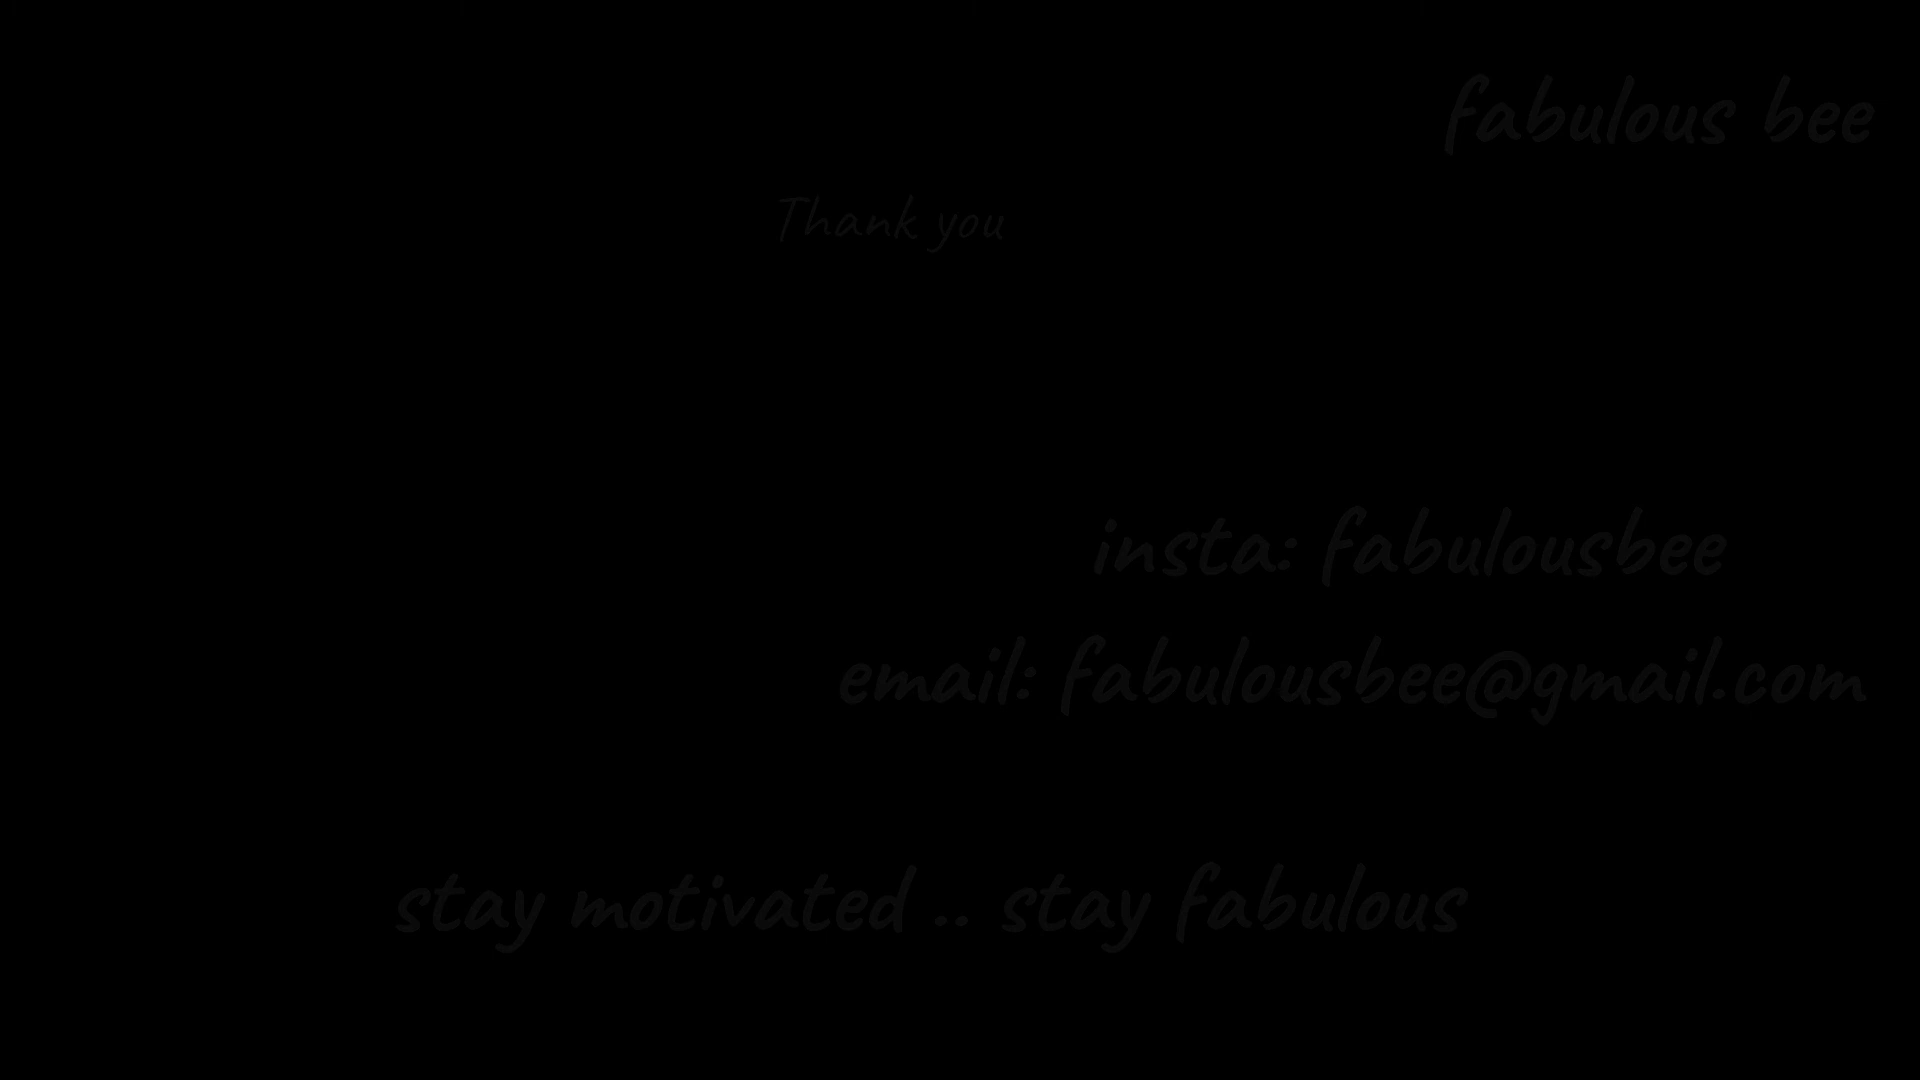 fabulous bee
Thank you
insta: fabulousbee
email: fabulousbee@gmail.com
stay motivated .. stay fabulous